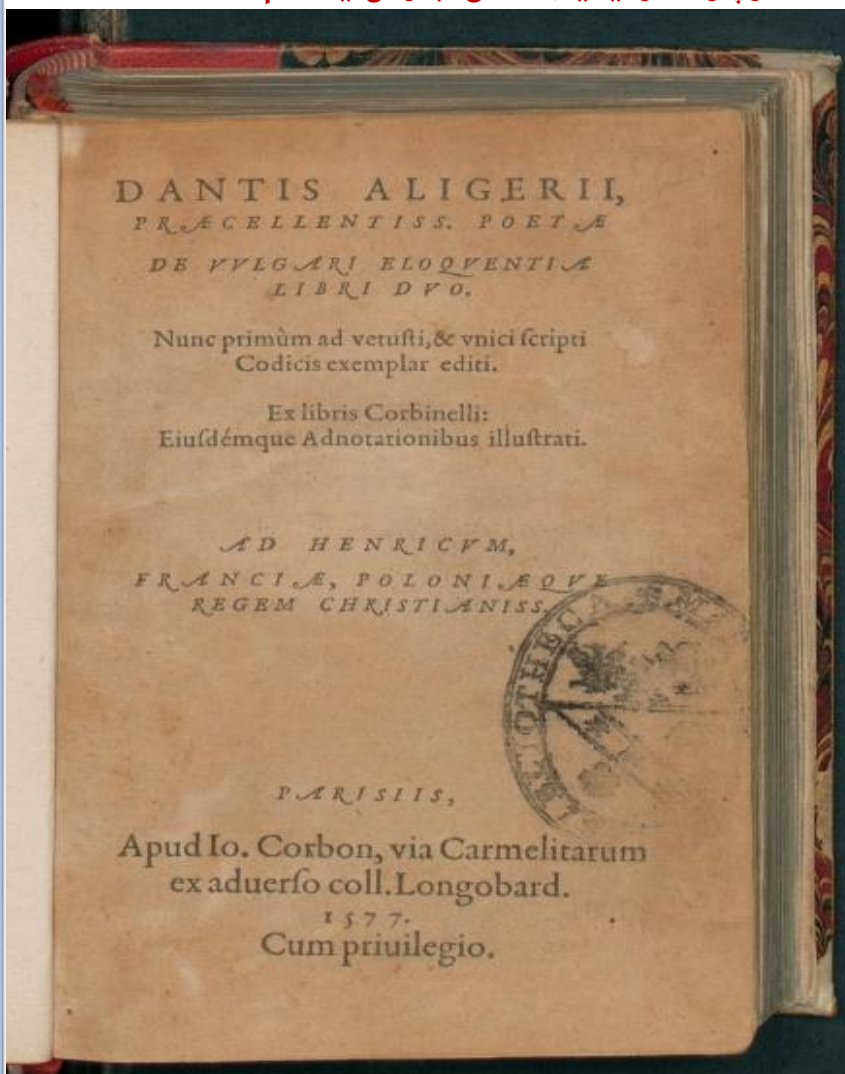 DANTIS ALIGERII,
PRÆCELLENTISS. POETÆ
DE VVLGARI ELOQVENTIA
LIBRI DVO.
Nunc primùm ad vetuſti, & vnici ſcripti
Codicis exemplar editi.
Ex libris Corbinelli:
Eiuſdémque Adnotationibus illuſtrati.
AD HENRICVM,
FRANCIÆ, POLONIÆQVE
REGEM CHRISTIANISS.
PARISIIS,
Apud Io. Corbon, via Carmelitarum
ex aduerſo coll. Longobard.
1577.
Cum priuilegio.